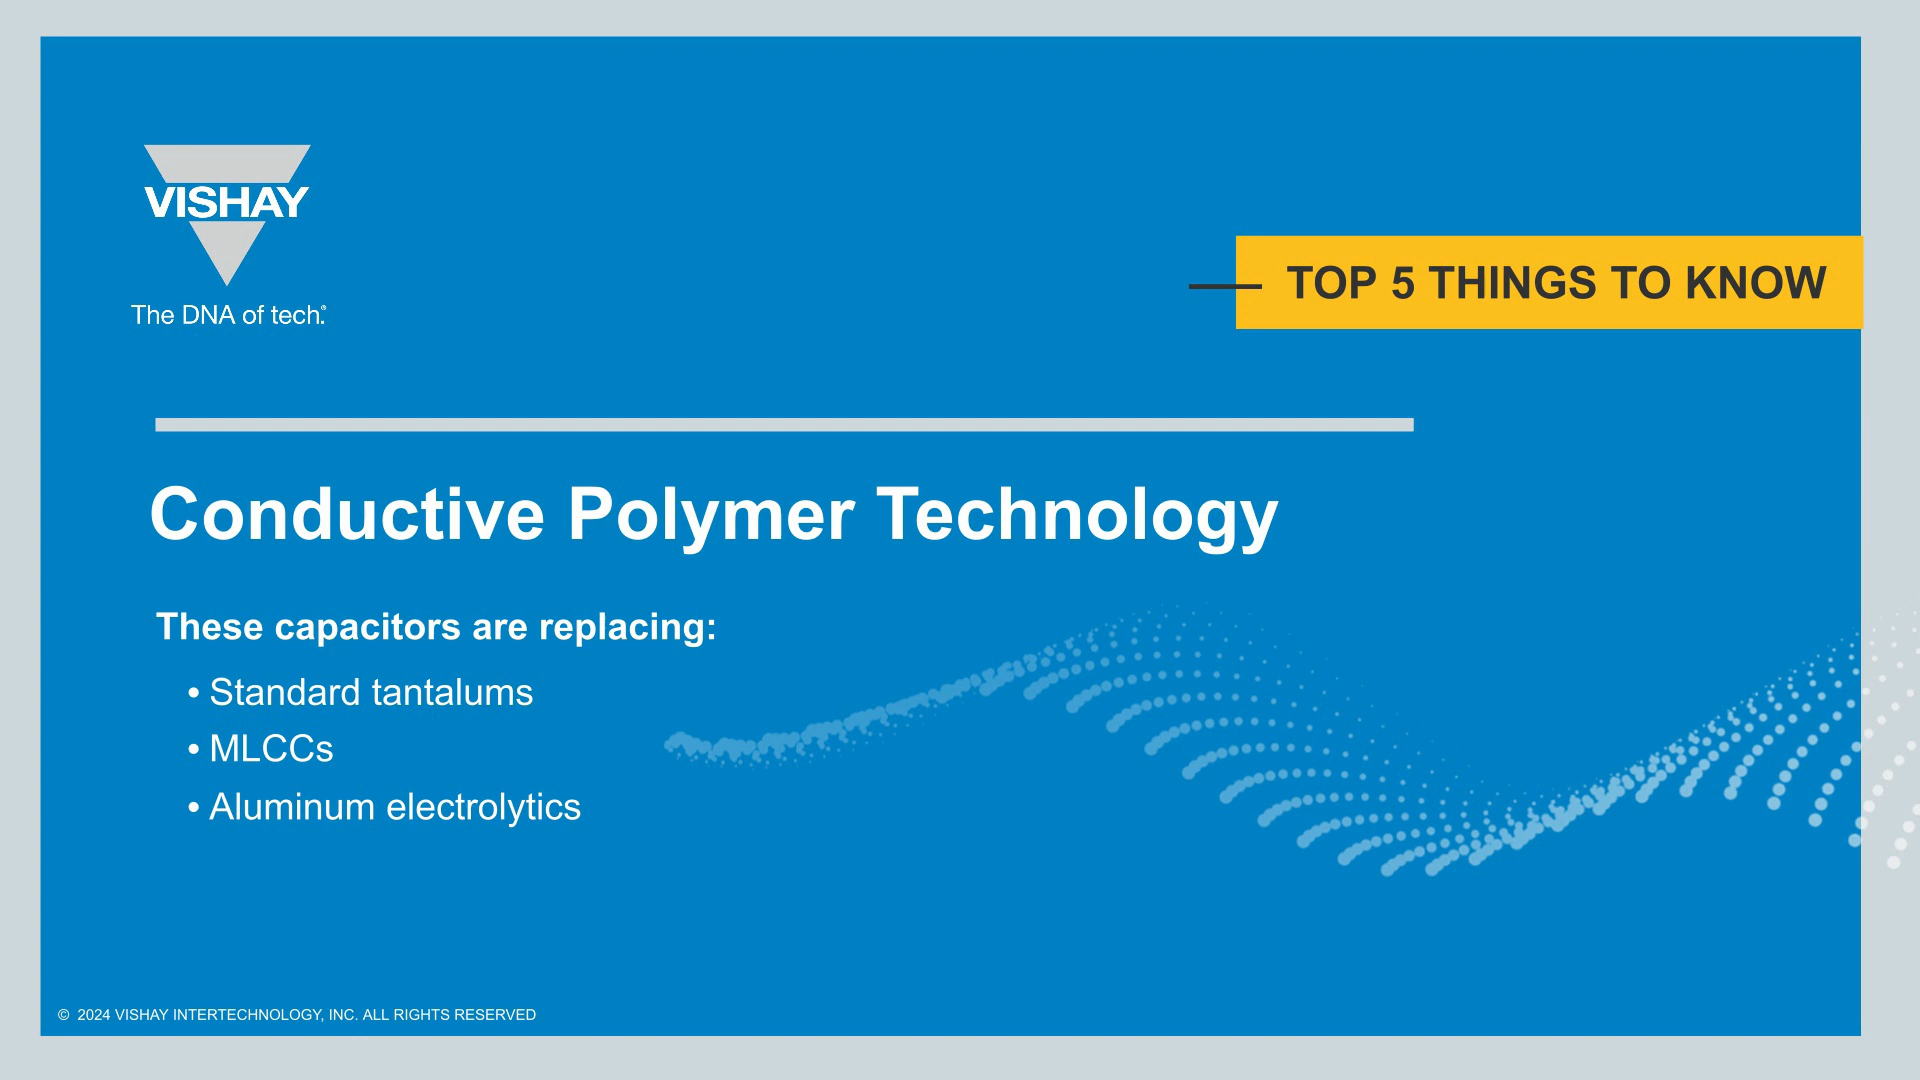 VISHAY
The DNA of tech.®
TOP 5 THINGS TO KNOW
Conductive Polymer Technology
These capacitors are replacing:
• Standard tantalums
• MLCCs
• Aluminum electrolytics
© 2024 VISHAY INTERTECHNOLOGY, INC. ALL RIGHTS RESERVED